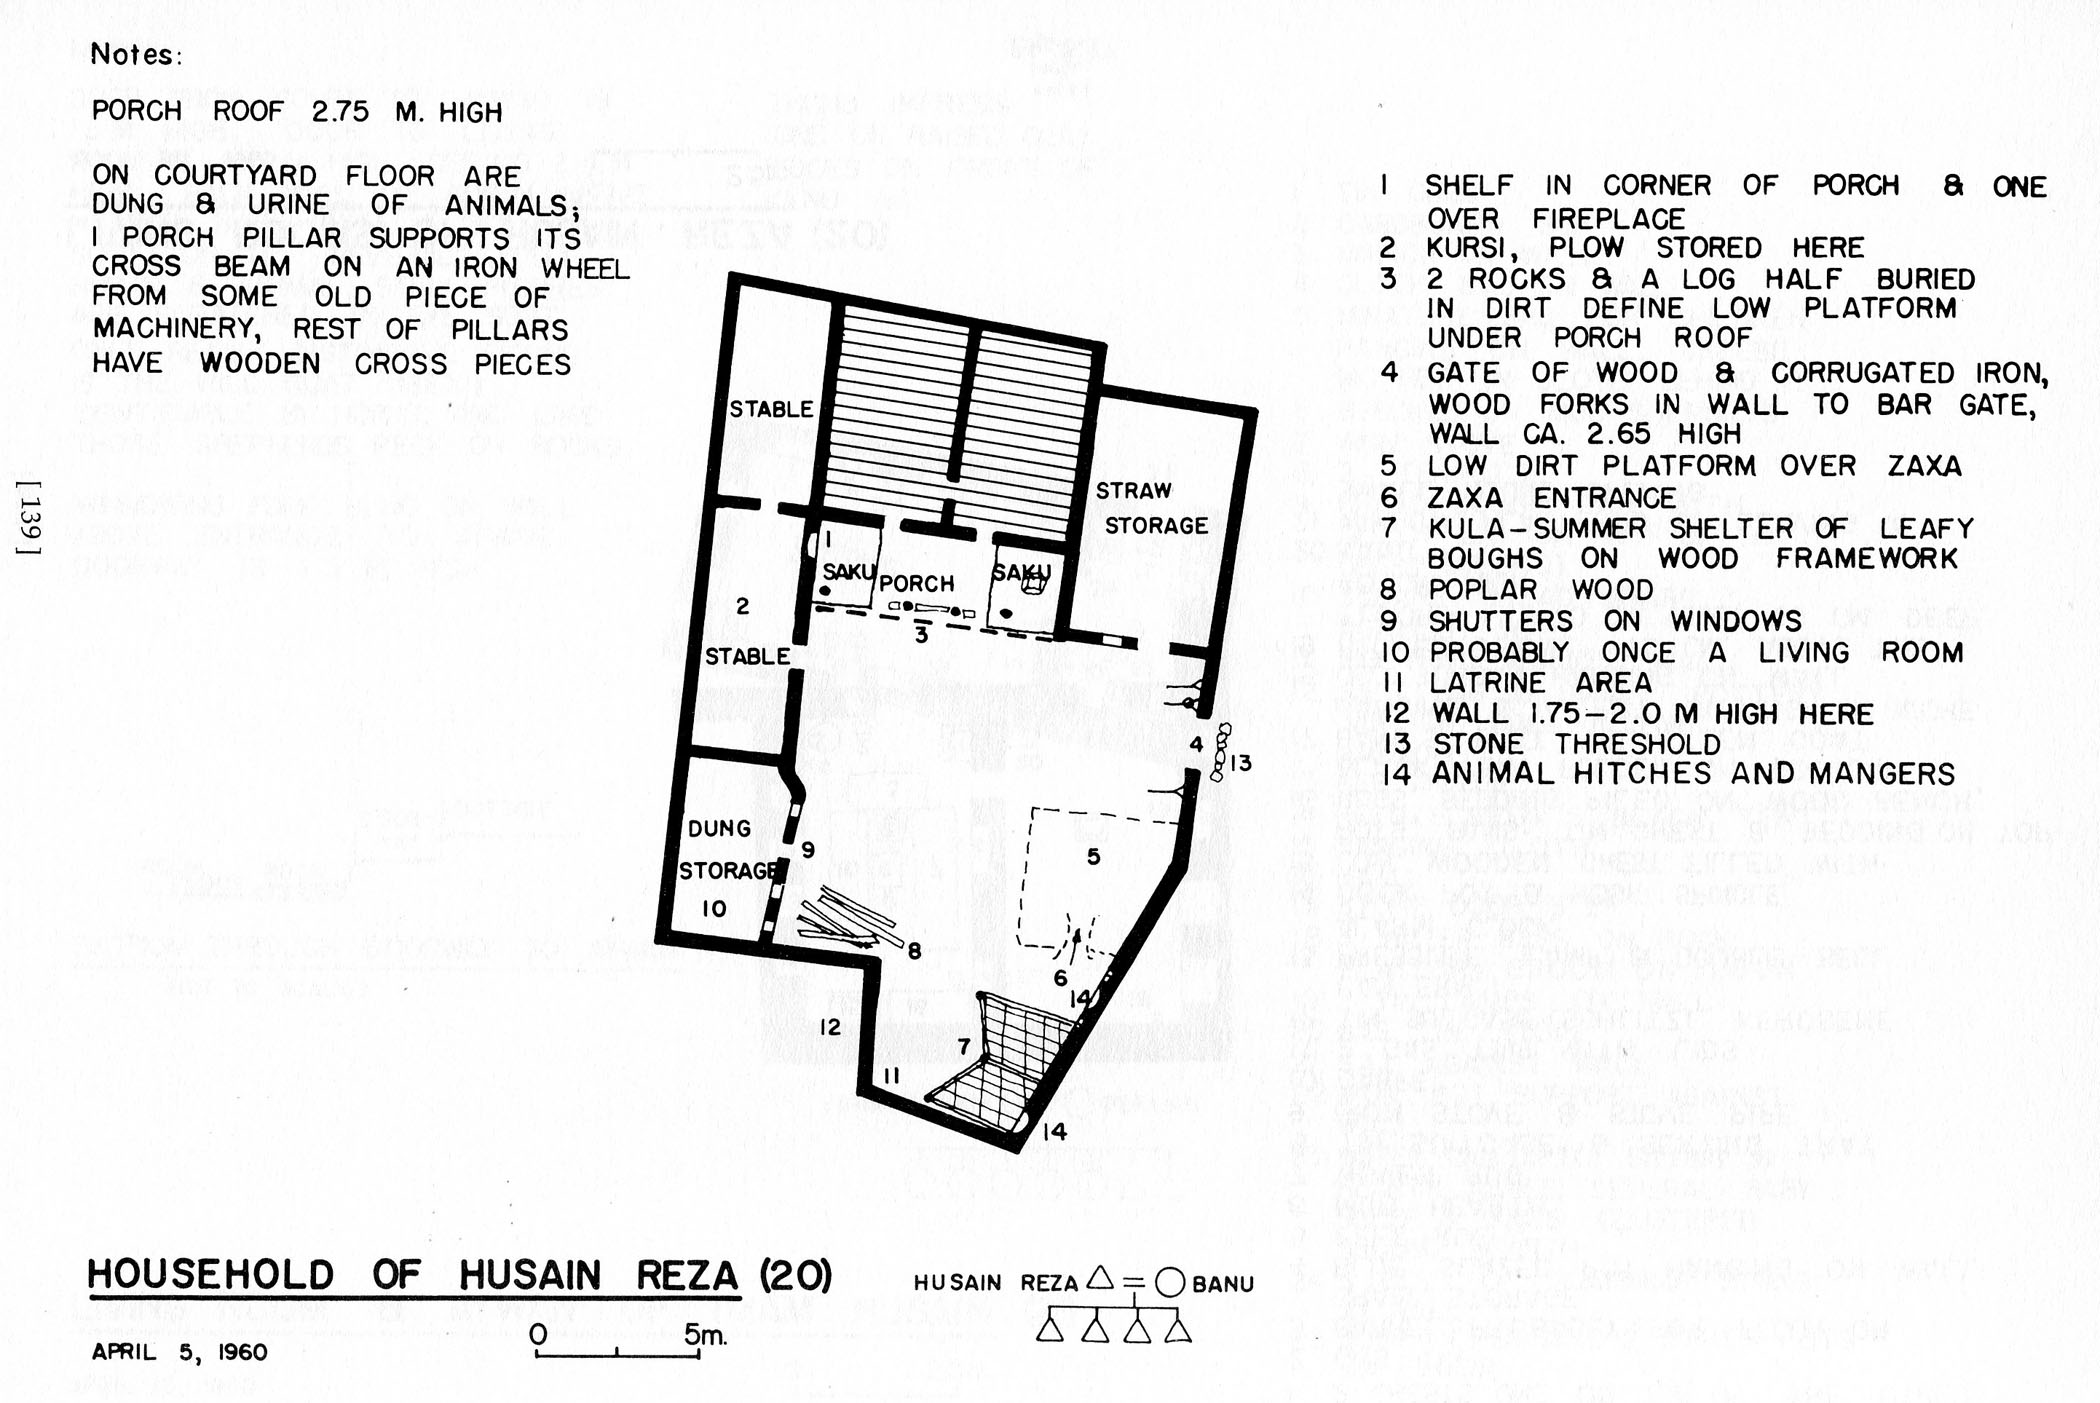 Notes:
PORCH ROOF 2.75 M. HIGH
ON COURTYARD FLOOR ARE
DUNG & URINE OF ANIMALS;
1 PORCH PILLAR SUPPORTS ITS
CROSS BEAM ON AN IRON WHEEL
FROM SOME OLD PIECE OF
MACHINERY, REST OF PILLARS
HAVE WOODEN CROSS PIECES
1 SHELF IN CORNER OF PORCH & ONE
OVER FIREPLACE
2 KURSI, PLOW STORED HERE
3 2 ROCKS & A LOG HALF BURIED
IN DIRT DEFINE LOW PLATFORM
UNDER PORCH ROOF
4 GATE OF WOOD & CORRUGATED IRON,
WOOD FORKS IN WALL TO BAR GATE,
WALL CA. 2.65 HIGH
5 LOW DIRT PLATFORM OVER ZAXA
6 ZAXA ENTRANCE
7 KULA-SUMMER SHELTER OF LEAFY
BOUGHS ON WOOD FRAMEWORK
8 POPLAR WOOD
9 SHUTTERS ON WINDOWS
10 PROBABLY ONCE A LIVING ROOM
11 LATRINE AREA
12 WALL 1.75-2.0 M HIGH HERE
13 STONE THRESHOLD
14 ANIMAL HITCHES AND MANGERS
[139]
STABLE
STRAW
STORAGE
1
SAKU
PORCH
SAKU
2
3
STABLE
4
13
DUNG
STORAGE
10
9
5
8
6
14
12
7
11
14
HOUSEHOLD OF HUSAIN REZA (20)
HUSAIN REZA = BANU
0 5m.
APRIL 5, 1960